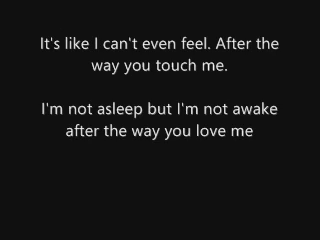 It's like I can't even feel. After the
way you touch me.
I'm not asleep but I'm not awake
after the way you love me